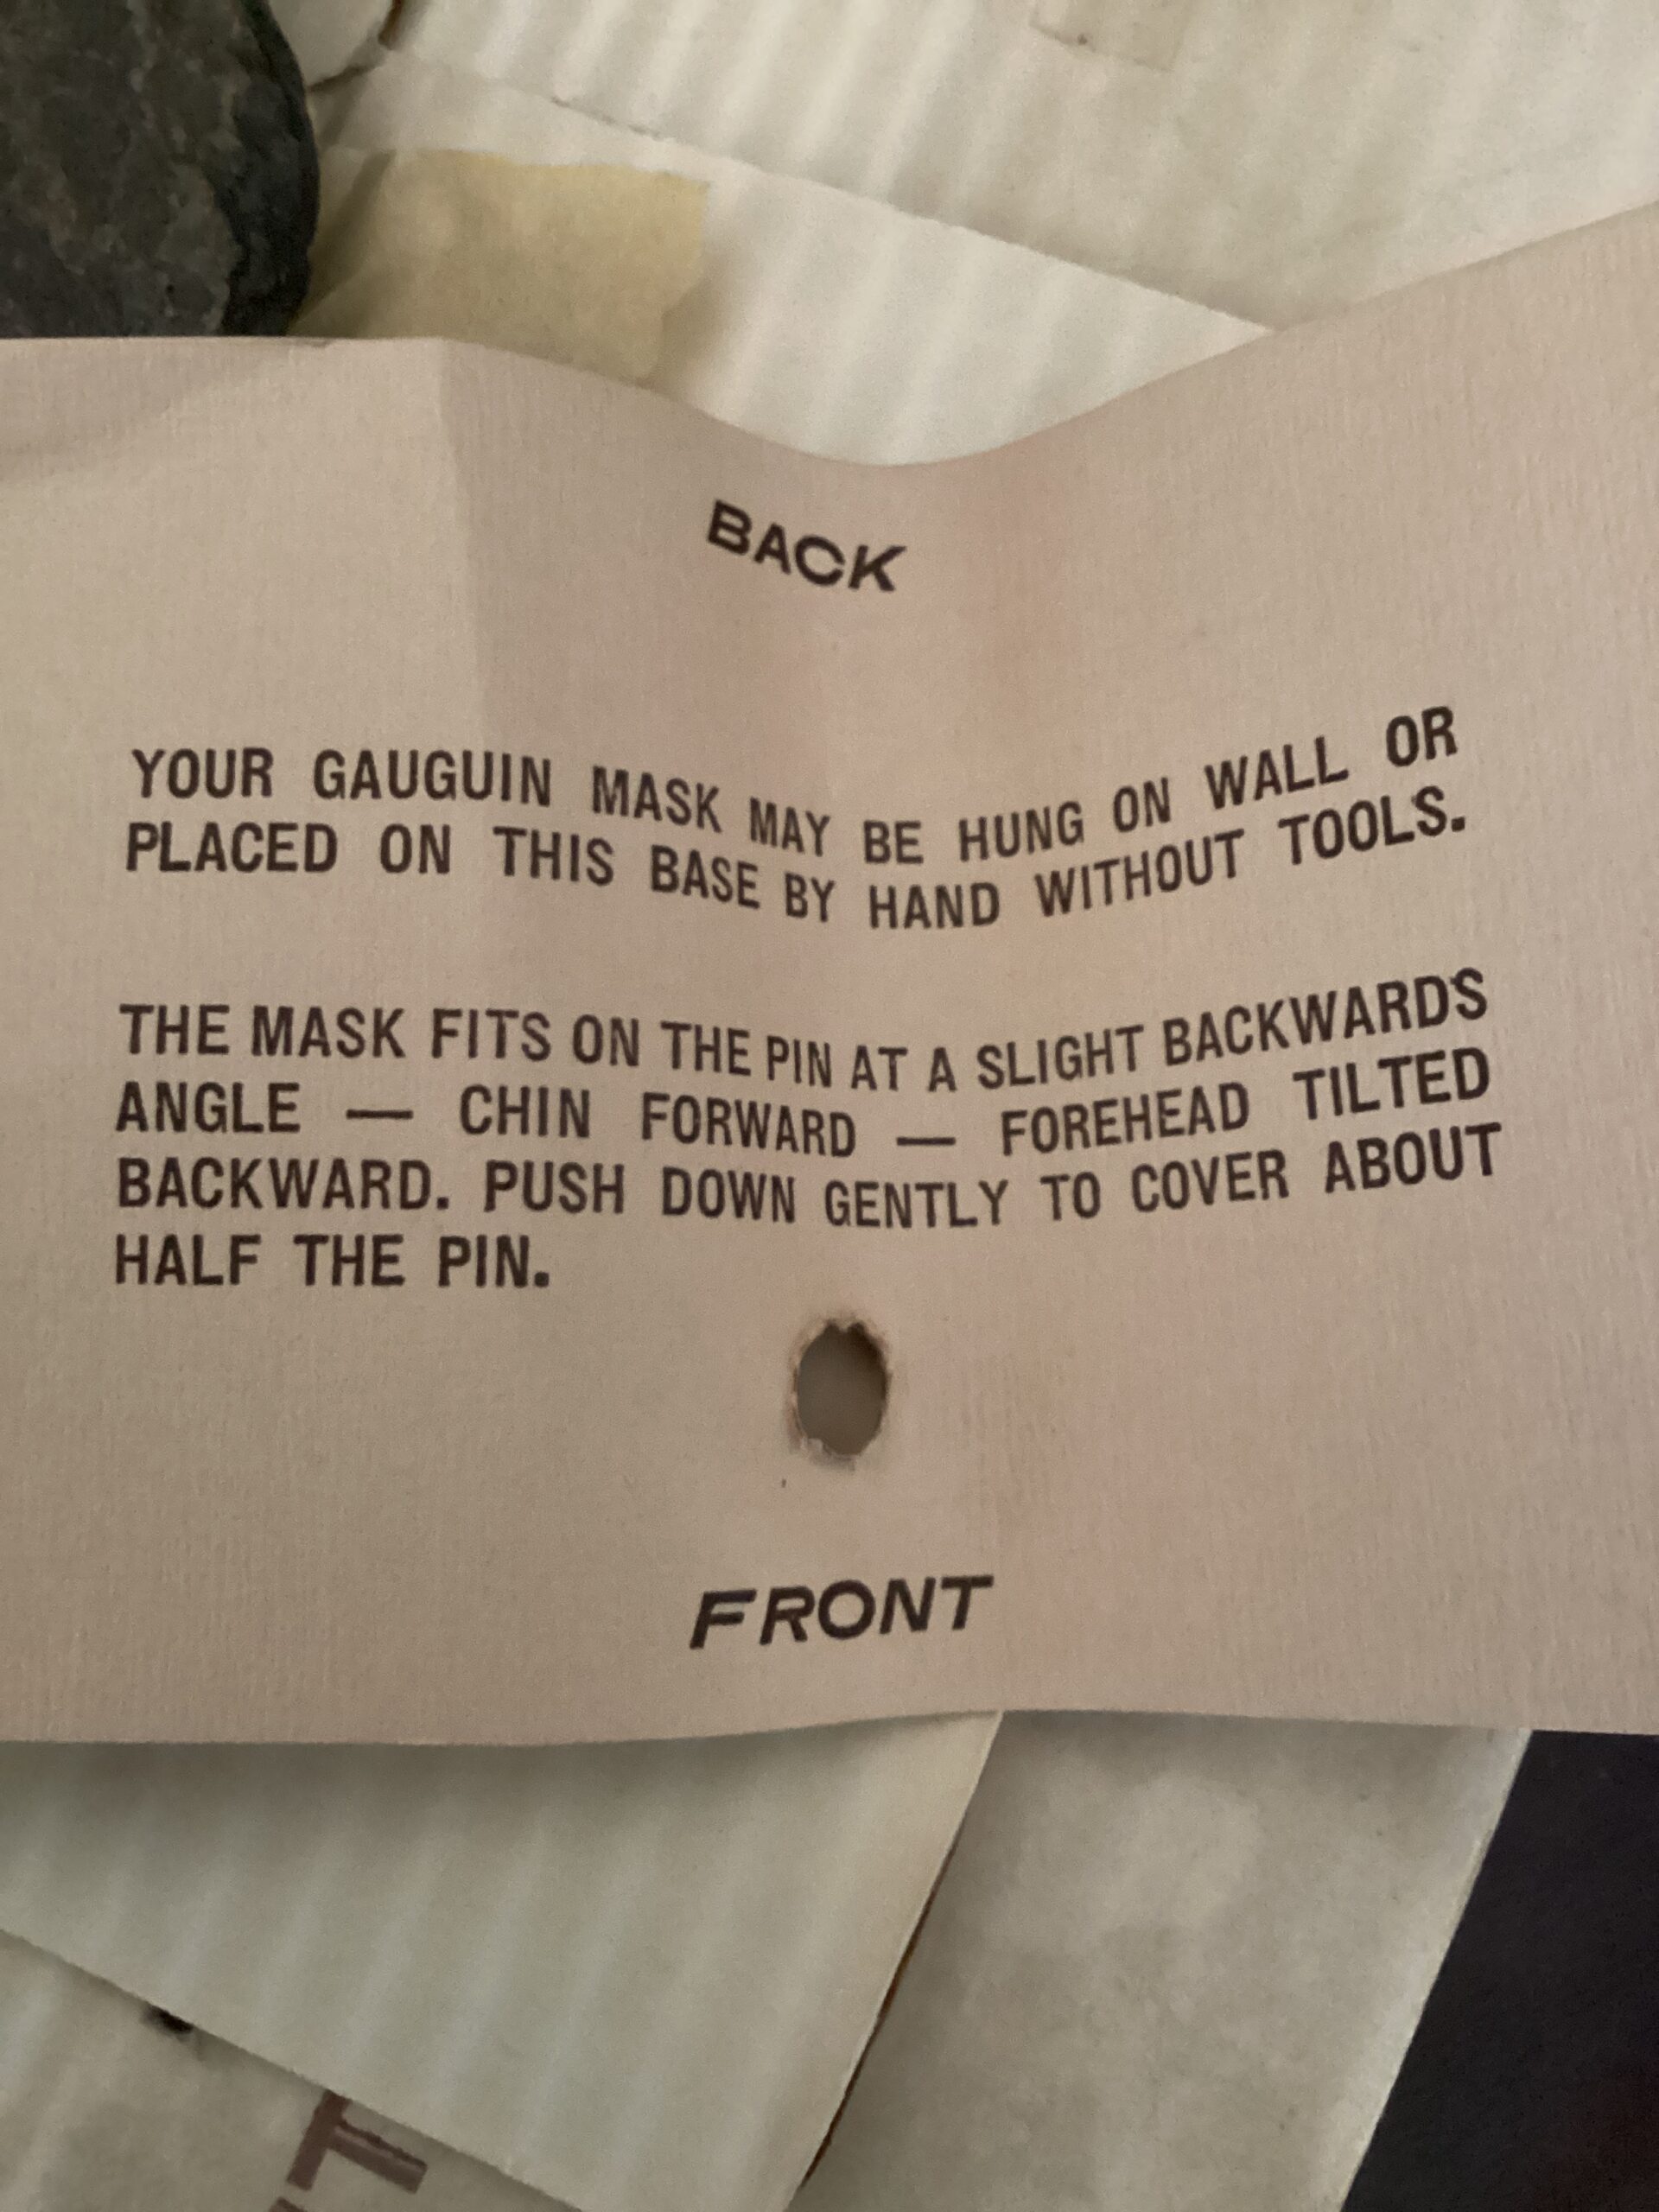 BACK
YOUR GAUGUIN MASK MAY BE HUNG ON WALL OR
PLACED ON THIS BASE BY HAND WITHOUT TOOLS.
THE MASK FITS ON THE PIN AT A SLIGHT BACKWARDS
ANGLE — CHIN FORWARD — FOREHEAD TILTED
BACKWARD. PUSH DOWN GENTLY TO COVER ABOUT
HALF THE PIN.
FRONT